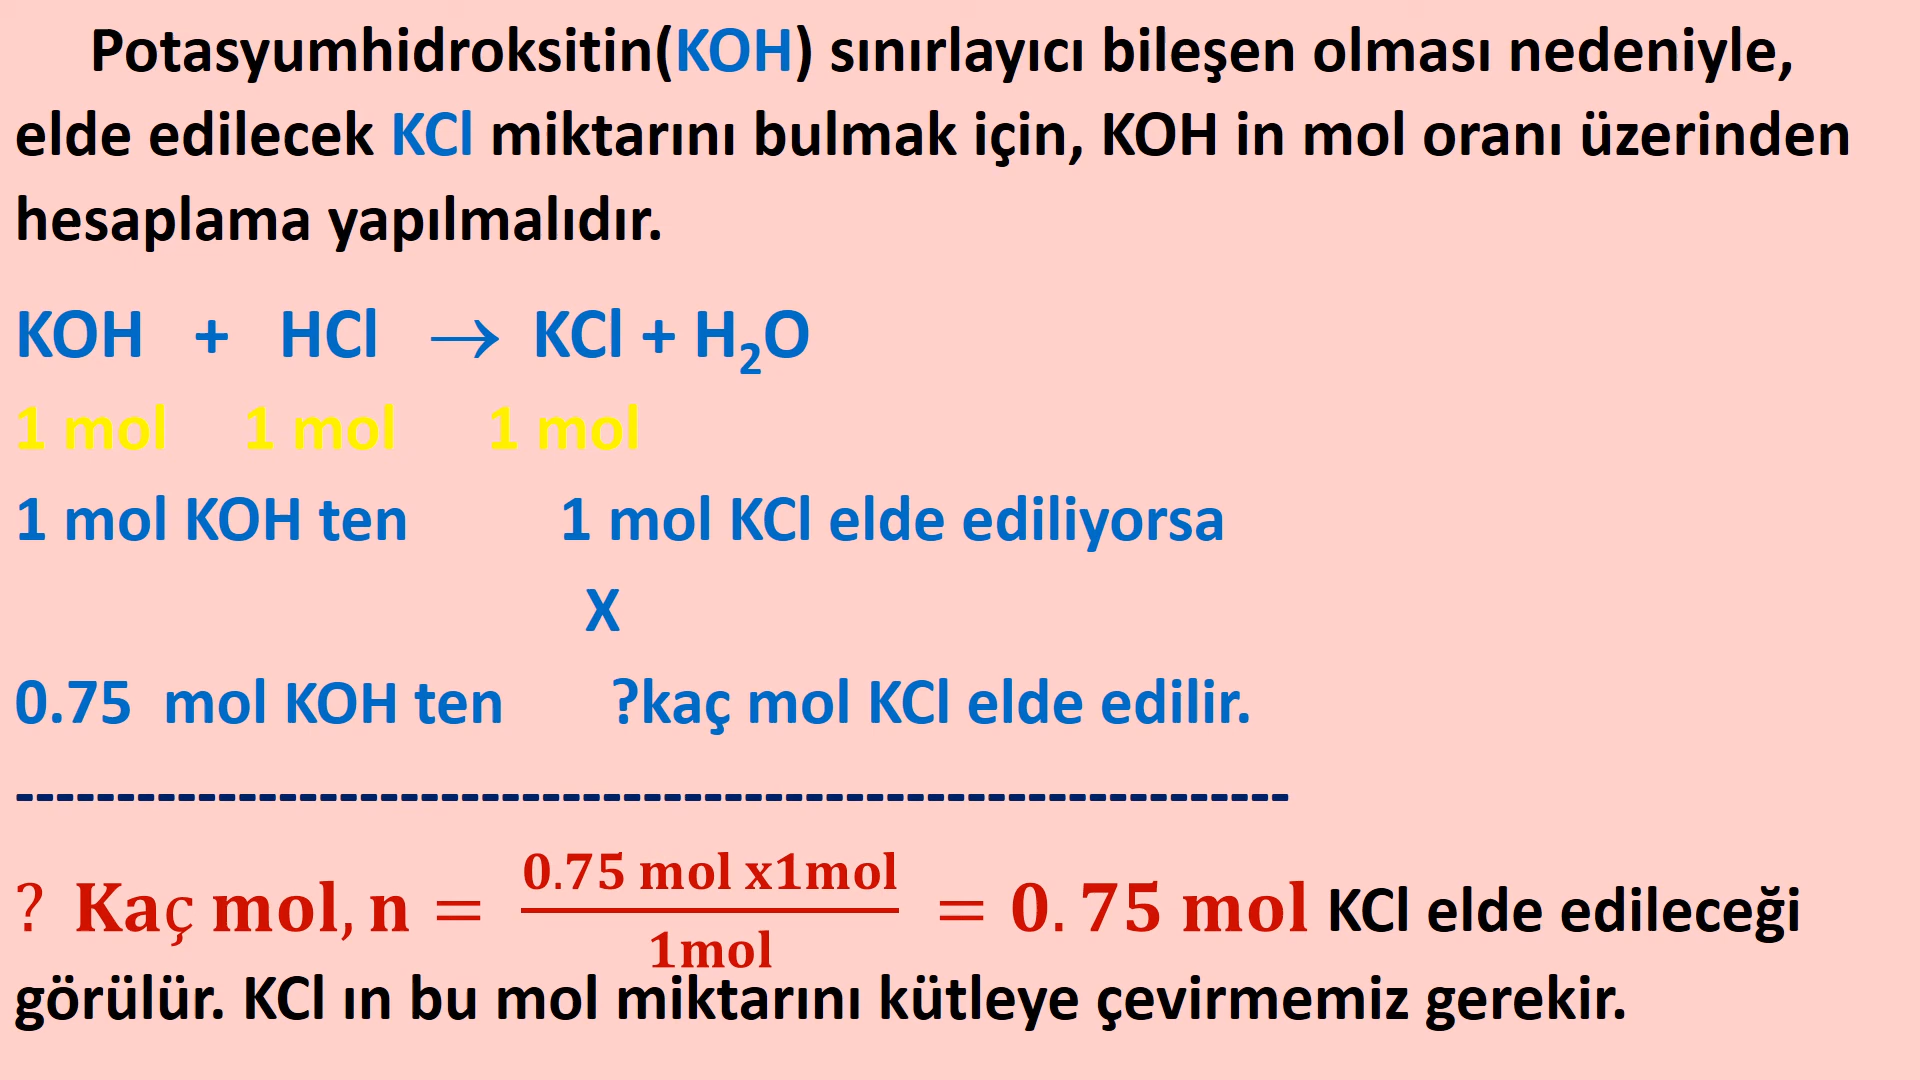 Potasyumhidroksitin(KOH) sınırlayıcı bileşen olması nedeniyle,
elde edilecek KCl miktarını bulmak için, KOH in mol oranı üzerinden
hesaplama yapılmalıdır.
KOH + HCl → KCl + H₂O
1 mol 1 mol 1 mol
1 mol KOH ten 1 mol KCl elde ediliyorsa
X
0.75 mol KOH ten ?kaç mol KCl elde edilir.
---------------------------------------------------------------
? Kaç mol, n = 0.75 mol x1mol / 1mol = 0. 75 mol KCl elde edileceği
görülür. KCl ın bu mol miktarını kütleye çevirmemiz gerekir.